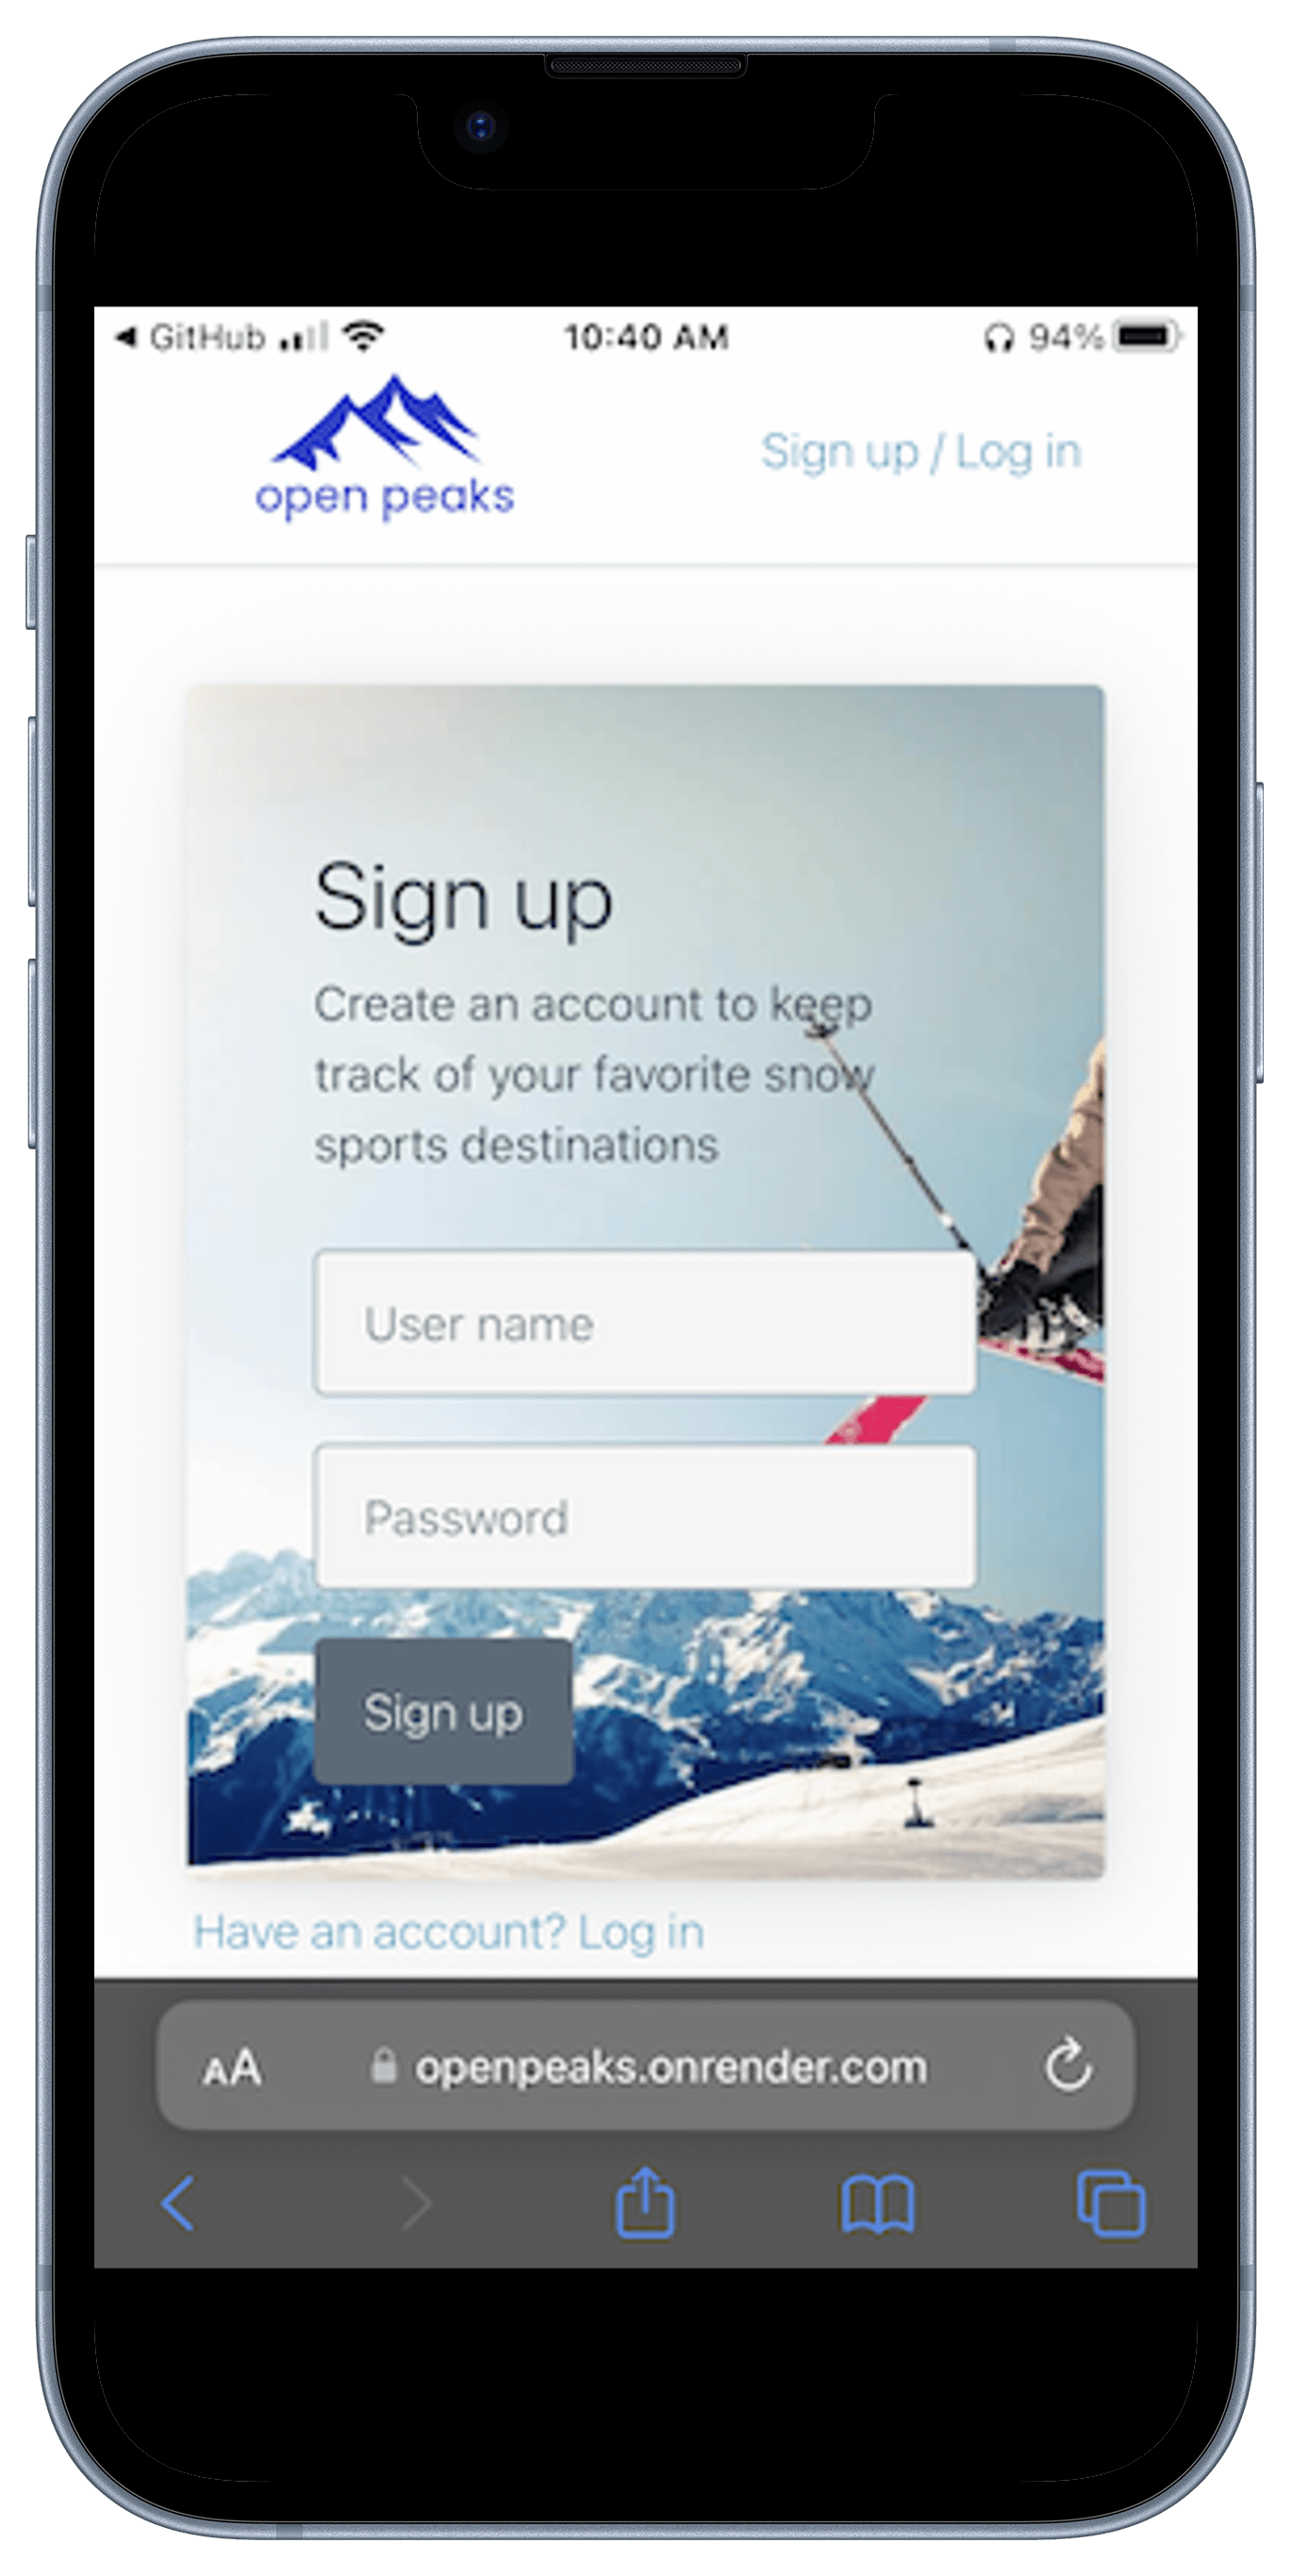 GitHub 10:40 AM 94%
open peaks
Sign up / Log in
Sign up
Create an account to keep
track of your favorite snow
sports destinations
User name
Password
Sign up
Have an account? Log in
AA openpeaks.onrender.com